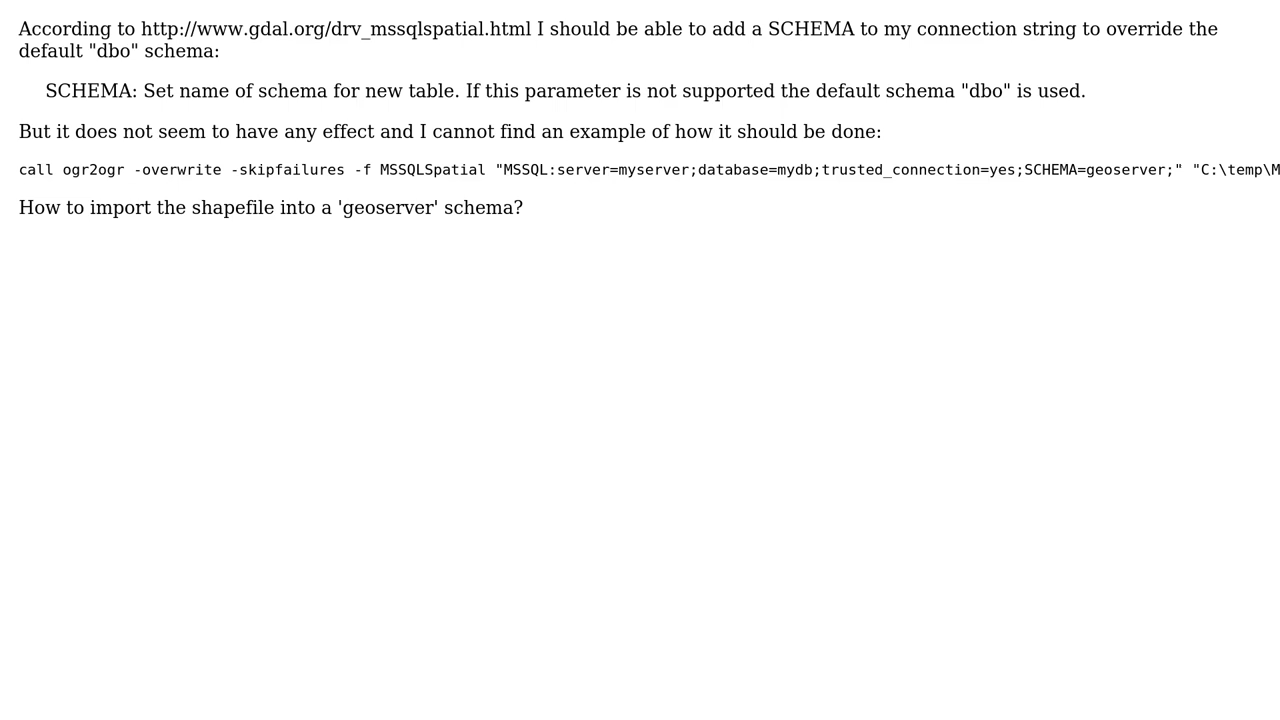 According to http://www.gdal.org/drv_mssqlspatial.html I should be able to add a SCHEMA to my connection string to override the
default "dbo" schema:
SCHEMA: Set name of schema for new table. If this parameter is not supported the default schema "dbo" is used.
But it does not seem to have any effect and I cannot find an example of how it should be done:
call ogr2ogr -overwrite -skipfailures -f MSSQLSpatial "MSSQL:server=myserver;database=mydb;trusted_connection=yes;SCHEMA=geoserver;" "C:\temp\M
How to import the shapefile into a 'geoserver' schema?